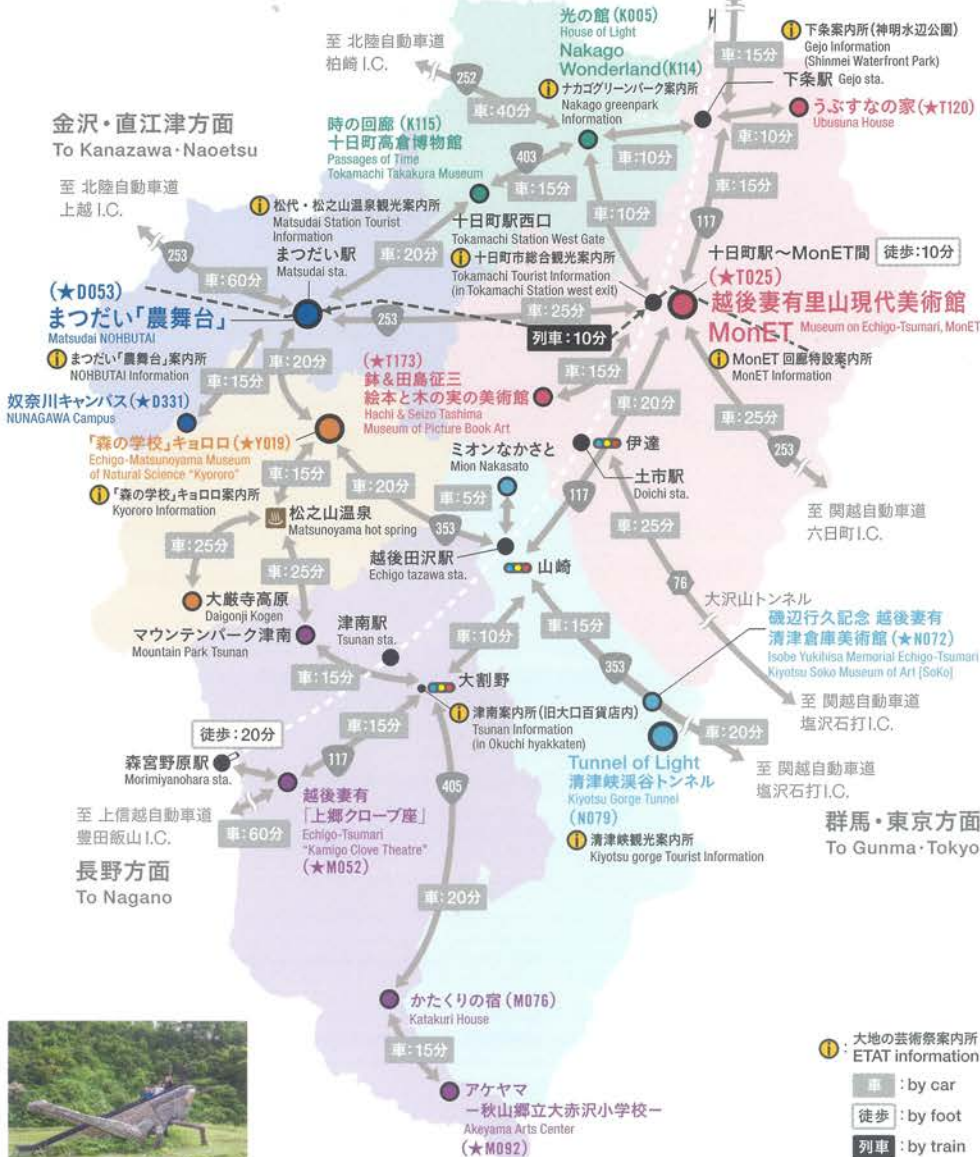 光の館(K005)
House of Light
Nakago
Wonderland(K114)
ナカゴグリーンパーク案内所
Nakago greenpark
Information
下条案内所(神明水辺公園)
Gejo Information
(Shinmei Waterfront Park)
車:15分
下条駅 Gejo sta.
至 北陸自動車道
柏崎 I.C.
252
車:40分
うぶすなの家(★T120)
Ubusuna House
車:10分
車:10分
金沢・直江津方面
To Kanazawa・Naoetsu
時の回廊 (K115)
十日町高倉博物館
Passages of Time
Tokamachi Takakura Museum
403
車:15分
車:10分
車:15分
117
至 北陸自動車道
上越 I.C.
253
車:60分
松代・松之山温泉観光案内所
Matsudai Station Tourist
Information
まつだい駅
Matsudai sta.
車:20分
十日町駅西口
Tokamachi Station West Gate
十日町市総合観光案内所
Tokamachi Tourist Information
(in Tokamachi Station west exit)
十日町駅~MonET間
徒歩:10分
(★T025)
越後妻有里山現代美術館
MonET Museum on Echigo-Tsumari, MonET
MonET 回廊特設案内所
MonET Information
(★D053)
まつだい「農舞台」
Matsudai NOHBUTAI
まつだい「農舞台」案内所
NOHBUTAI Information
253
車:25分
列車:10分
車:20分
車:15分
奴奈川キャンパス(★D331)
NUNAGAWA Campus
(★T173)
鉢&田島征三
絵本と木の実の美術館
Hachi & Seizo Tashima
Museum of Picture Book Art
車:15分
車:20分
車:25分
253
至 関越自動車道
六日町I.C.
「森の学校」キョロロ(★Y019)
Echigo-Matsunoyama Museum
of Natural Science "Kyororo"
「森の学校」キョロロ案内所
Kyororo Information
車:15分
車:20分
353
ミオンなかさと
Mion Nakasato
車:5分
伊達
土市駅
Doichi sta.
117
車:25分
76
大沢山トンネル
松之山温泉
Matsunoyama hot spring
車:25分
車:25分
越後田沢駅
Echigo tazawa sta.
山崎
大厳寺高原
Daigonji Kogen
マウンテンパーク津南
Mountain Park Tsunan
津南駅
Tsunan sta.
車:10分
車:15分
353
磯辺行久記念 越後妻有
清津倉庫美術館(★N072)
Isobe Yukihisa Memorial Echigo-Tsumari
Kiyotsu Soko Museum of Art [SoKo]
至 関越自動車道
塩沢石打I.C.
車:15分
大割野
津南案内所(旧大口百貨店内)
Tsunan Information
(in Okuchi hyakkaten)
車:20分
至 関越自動車道
塩沢石打I.C.
徒歩:20分
森宮野原駅
Morimiyanohara sta.
車:15分
117
405
Tunnel of Light
清津峡渓谷トンネル
Kiyotsu Gorge Tunnel
(N079)
清津峡観光案内所
Kiyotsu gorge Tourist Information
至 上信越自動車道
豊田飯山I.C.
車:60分
越後妻有
「上郷クローブ座」
Echigo-Tsumari
"Kamigo Clove Theatre"
(★M052)
群馬・東京方面
To Gunma・Tokyo
長野方面
To Nagano
車:20分
かたくりの宿(M076)
Katakuri House
車:15分
アケヤマ
ー秋山郷立大赤沢小学校ー
Akeyama Arts Center
(★M092)
: 大地の芸術祭案内所
ETAT information
車 : by car
徒歩 : by foot
列車 : by train